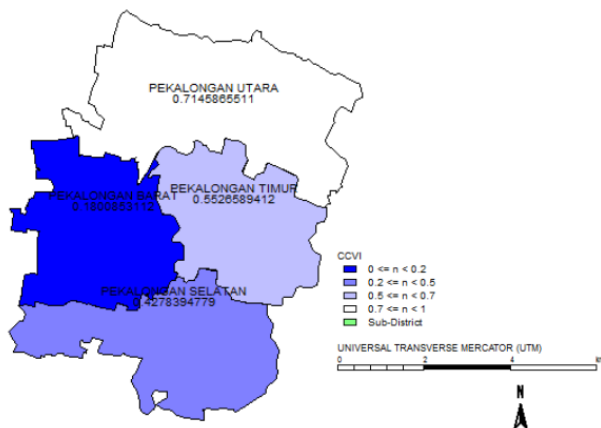 PEKALONGAN UTARA
0.7145865511
PEKALONGAN BARAT
0.1800853112
PEKALONGAN TIMUR
0.5526589412
PEKALONGAN SELATAN
0.4278394779
CCVI
0 <= n < 0.2
0.2 <= n < 0.5
0.5 <= n < 0.7
0.7 <= n < 1
Sub-District
UNIVERSAL TRANSVERSE MERCATOR (UTM)
0 2 4
N